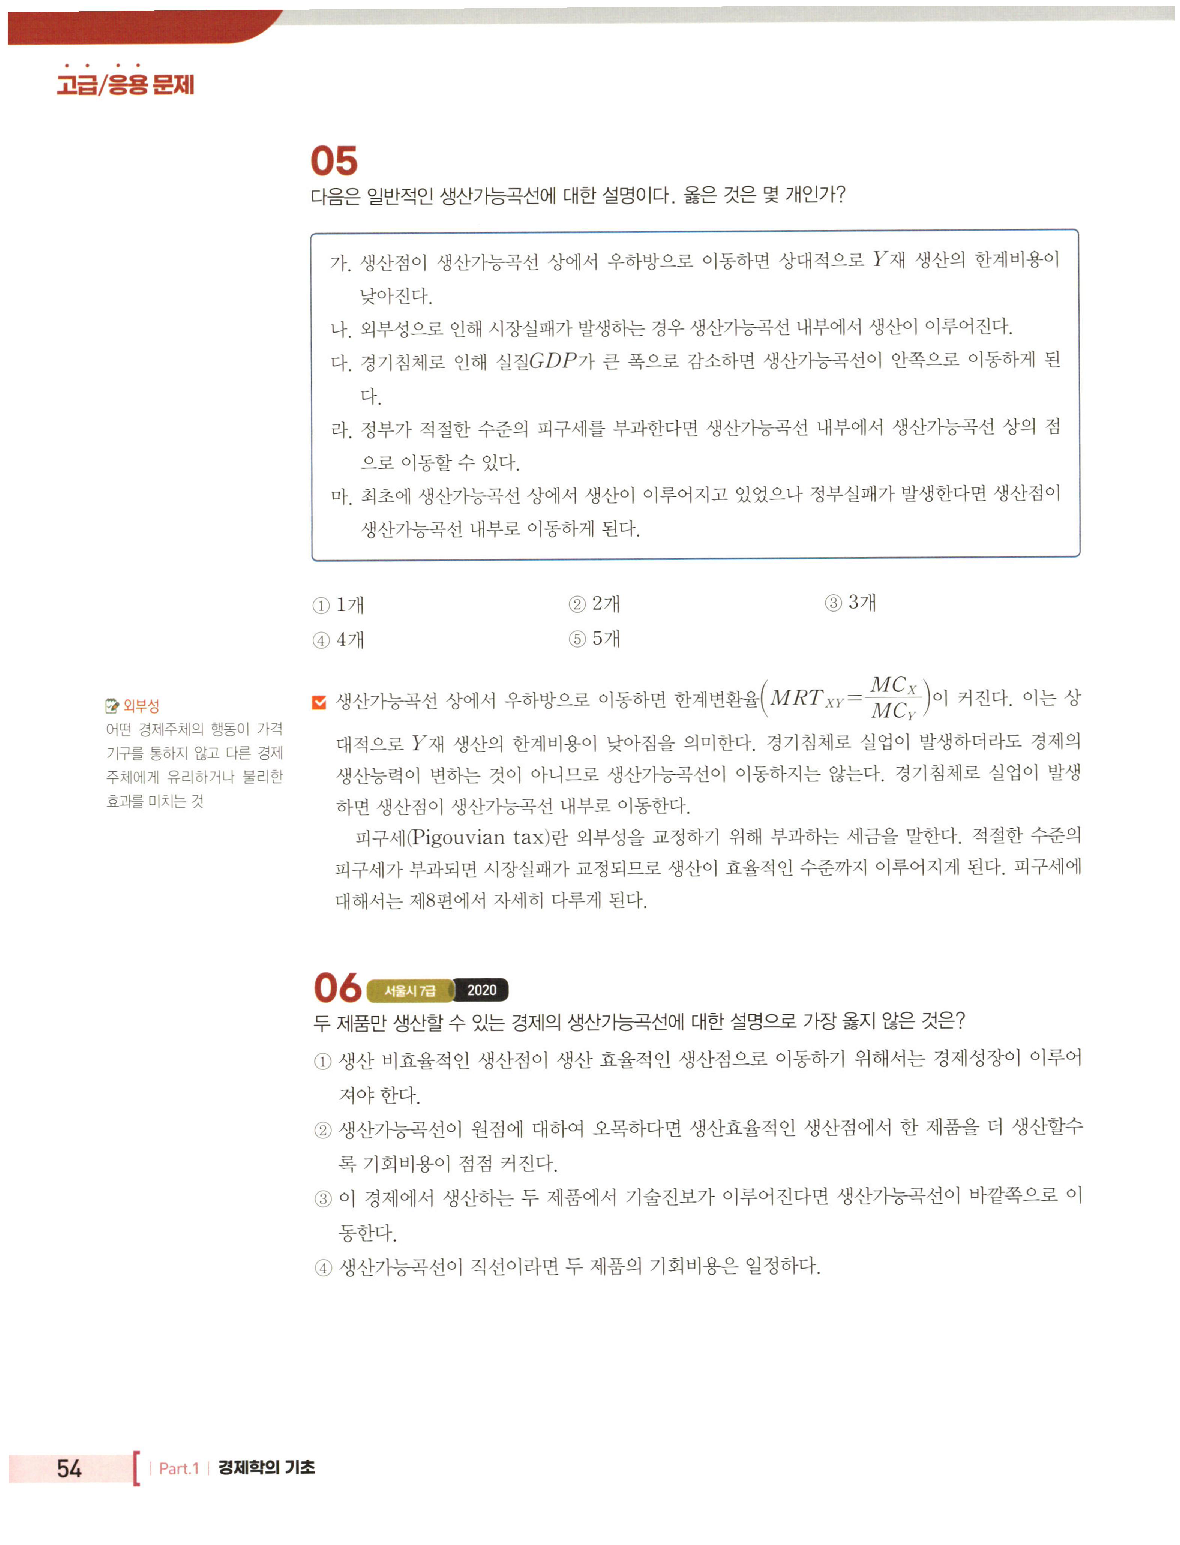 고급/응용 문제
05
다음은 일반적인 생산가능곡선에 대한 설명이다. 옳은 것은 몇 개인가?
가. 생산점이 생산가능곡선 상에서 우하방으로 이동하면 상대적으로 Y재 생산의 한계비용이
낮아진다.
나. 외부성으로 인해 시장실패가 발생하는 경우 생산가능곡선 내부에서 생산이 이루어진다.
다. 경기침체로 인해 실질GDP가 큰 폭으로 감소하면 생산가능곡선이 안쪽으로 이동하게 된
다.
라. 정부가 적절한 수준의 피구세를 부과한다면 생산가능곡선 내부에서 생산가능곡선 상의 점
으로 이동할 수 있다.
마. 최초에 생산가능곡선 상에서 생산이 이루어지고 있었으나 정부실패가 발생한다면 생산점이
생산가능곡선 내부로 이동하게 된다.
① 1개 ② 2개 ③ 3개
④ 4개 ⑤ 5개
외부성
어떤 경제주체의 행동이 가격
기구를 통하지 않고 다른 경제
주체에게 유리하거나 불리한
효과를 미치는 것
생산가능곡선 상에서 우하방으로 이동하면 한계변환율(MRT_XY = MC_X/MC_Y)이 커진다. 이는 상
대적으로 Y재 생산의 한계비용이 낮아짐을 의미한다. 경기침체로 실업이 발생하더라도 경제의
생산능력이 변하는 것이 아니므로 생산가능곡선이 이동하지는 않는다. 경기침체로 실업이 발생
하면 생산점이 생산가능곡선 내부로 이동한다.
피구세(Pigouvian tax)란 외부성을 교정하기 위해 부과하는 세금을 말한다. 적절한 수준의
피구세가 부과되면 시장실패가 교정되므로 생산이 효율적인 수준까지 이루어지게 된다. 피구세에
대해서는 제8편에서 자세히 다루게 된다.
06 서울시 7급 2020
두 제품만 생산할 수 있는 경제의 생산가능곡선에 대한 설명으로 가장 옳지 않은 것은?
① 생산 비효율적인 생산점이 생산 효율적인 생산점으로 이동하기 위해서는 경제성장이 이루어
져야 한다.
② 생산가능곡선이 원점에 대하여 오목하다면 생산효율적인 생산점에서 한 제품을 더 생산할수
록 기회비용이 점점 커진다.
③ 이 경제에서 생산하는 두 제품에서 기술진보가 이루어진다면 생산가능곡선이 바깥쪽으로 이
동한다.
④ 생산가능곡선이 직선이라면 두 제품의 기회비용은 일정하다.
54 | Part.1 | 경제학의 기초